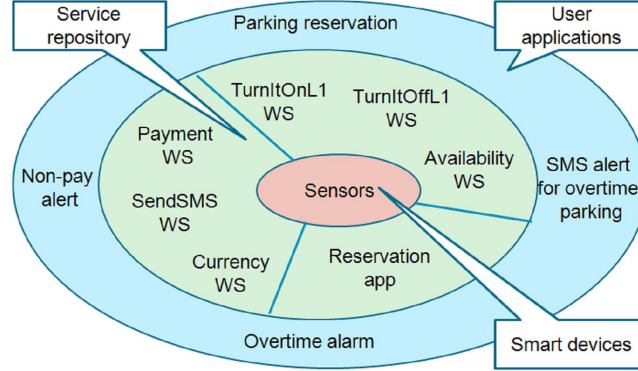 Service
repository
Parking reservation
User
applications
TurnItOnL1
WS
TurnItOffL1
WS
Payment
WS
Availability
WS
Non-pay
alert
SMS alert
for overtime
parking
Sensors
SendSMS
WS
Currency
WS
Reservation
app
Overtime alarm
Smart devices